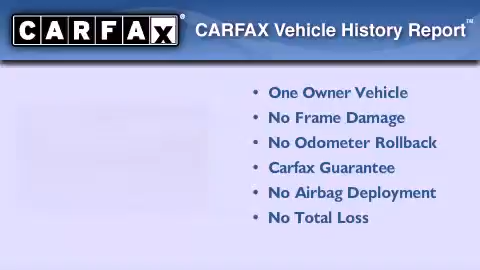 CARFAX® CARFAX Vehicle History Report™
• One Owner Vehicle
• No Frame Damage
• No Odometer Rollback
• Carfax Guarantee
• No Airbag Deployment
• No Total Loss